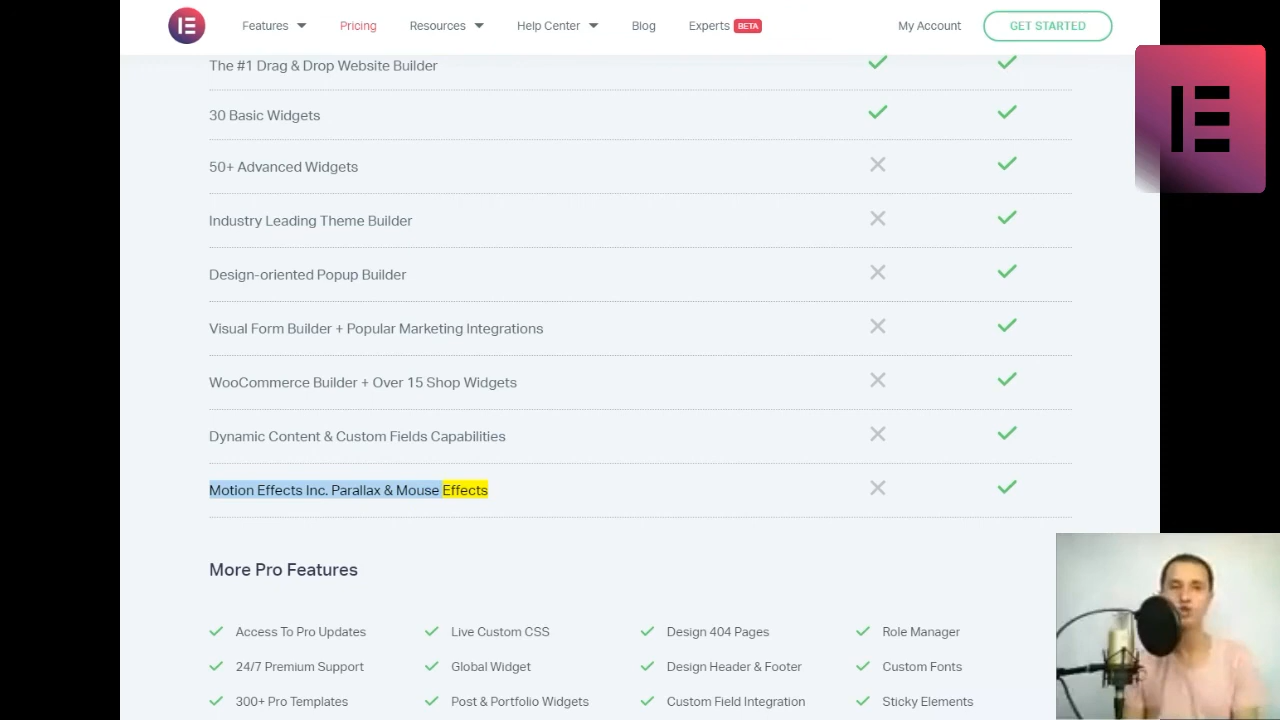 Features Pricing Resources Help Center Blog Experts BETA My Account GET STARTED
The #1 Drag & Drop Website Builder
30 Basic Widgets
50+ Advanced Widgets
Industry Leading Theme Builder
Design-oriented Popup Builder
Visual Form Builder + Popular Marketing Integrations
WooCommerce Builder + Over 15 Shop Widgets
Dynamic Content & Custom Fields Capabilities
Motion Effects Inc. Parallax & Mouse Effects
More Pro Features
Access To Pro Updates Live Custom CSS Design 404 Pages Role Manager
24/7 Premium Support Global Widget Design Header & Footer Custom Fonts
300+ Pro Templates Post & Portfolio Widgets Custom Field Integration Sticky Elements